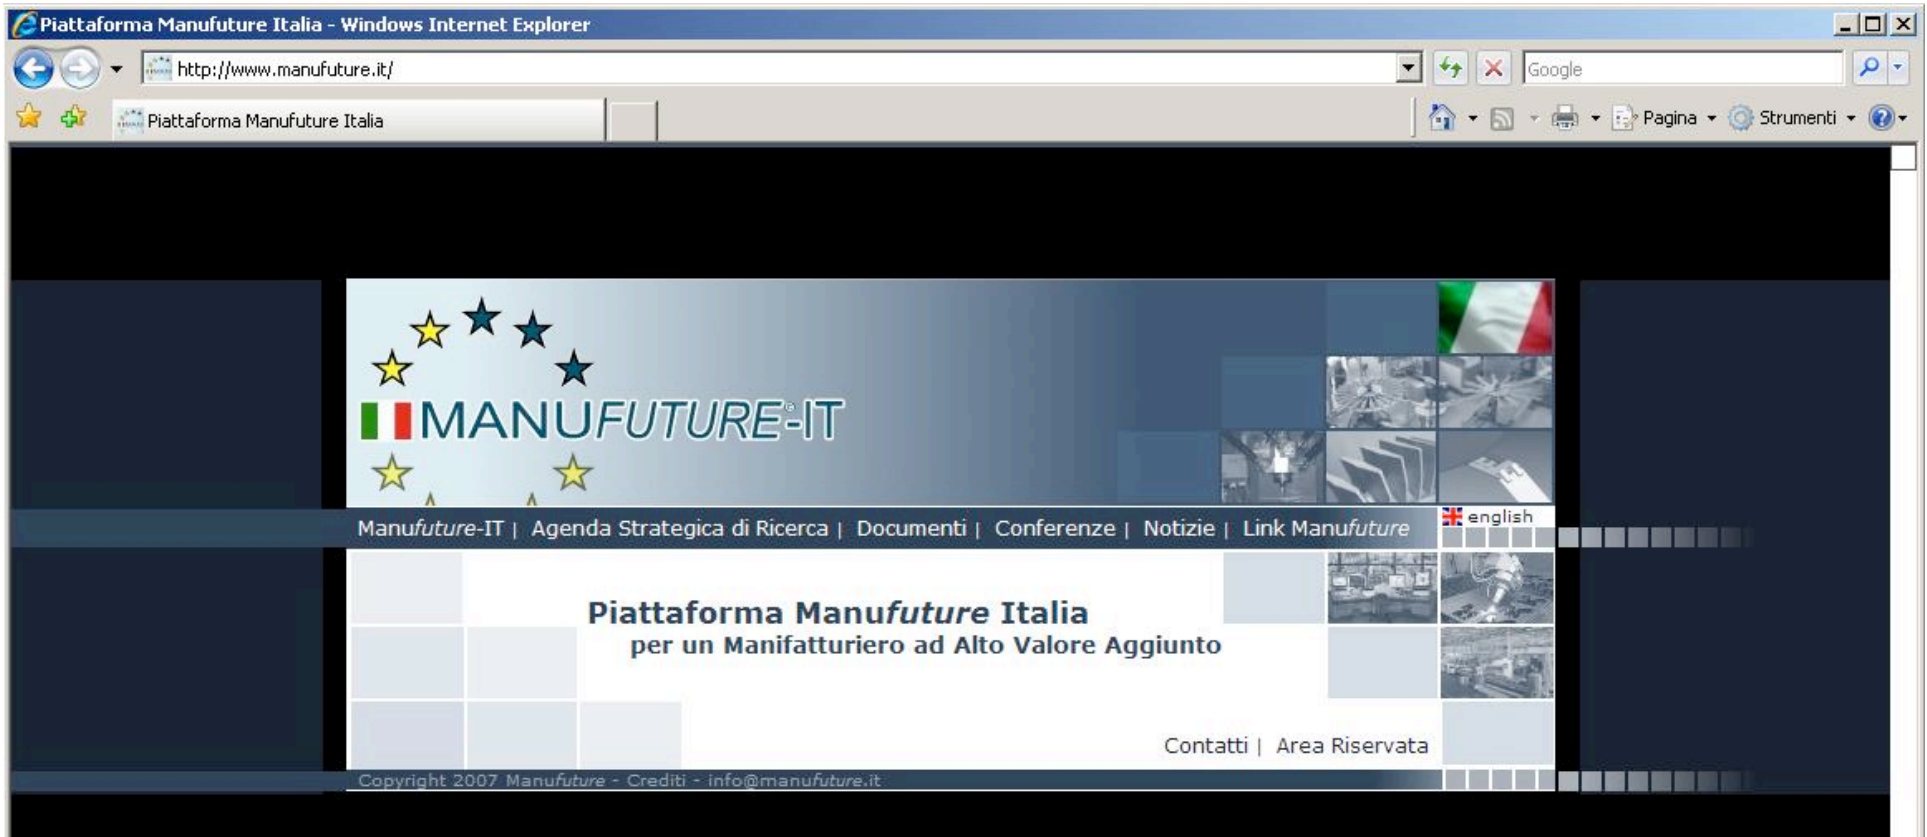 Piattaforma Manufuture Italia - Windows Internet Explorer
http://www.manufuture.it/
Google
Piattaforma Manufuture Italia
Pagina
Strumenti
MANUFUTURE©-IT
Manufuture-IT | Agenda Strategica di Ricerca | Documenti | Conferenze | Notizie | Link Manufuture
english
Piattaforma Manufuture Italia
per un Manifatturiero ad Alto Valore Aggiunto
Contatti | Area Riservata
Copyright 2007 Manufuture - Crediti - info@manufuture.it